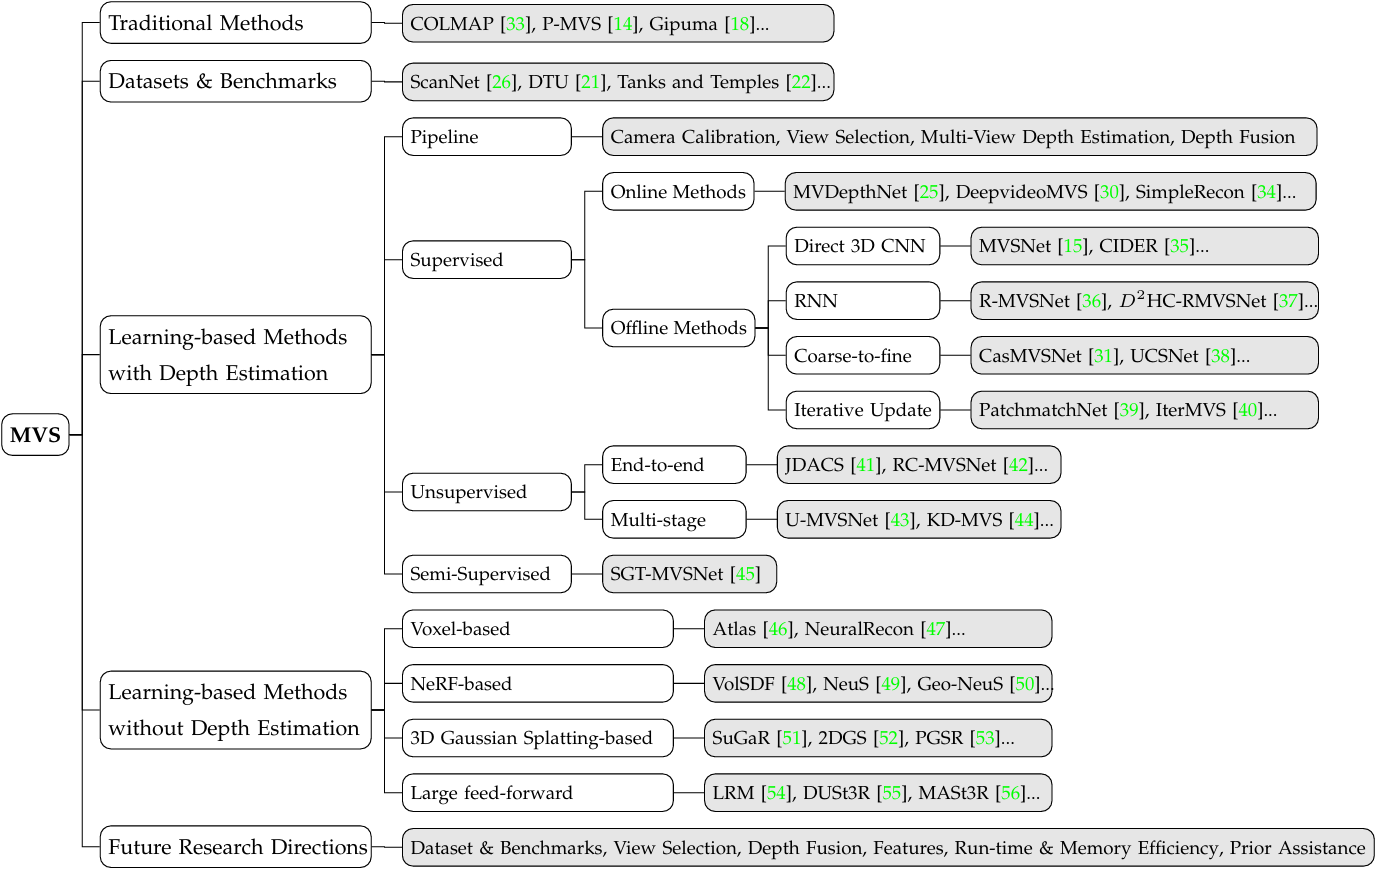 Traditional Methods
COLMAP [33], P-MVS [14], Gipuma [18]...
Datasets & Benchmarks
ScanNet [26], DTU [21], Tanks and Temples [22]...
Pipeline
Camera Calibration, View Selection, Multi-View Depth Estimation, Depth Fusion
Online Methods
MVDepthNet [25], DeepvideoMVS [30], SimpleRecon [34]...
Supervised
Direct 3D CNN
MVSNet [15], CIDER [35]...
RNN
R-MVSNet [36], D²HC-RMVSNet [37]...
Offline Methods
Learning-based Methods
with Depth Estimation
Coarse-to-fine
CasMVSNet [31], UCSNet [38]...
Iterative Update
PatchmatchNet [39], IterMVS [40]...
MVS
End-to-end
JDACS [41], RC-MVSNet [42]...
Unsupervised
Multi-stage
U-MVSNet [43], KD-MVS [44]...
Semi-Supervised
SGT-MVSNet [45]
Voxel-based
Atlas [46], NeuralRecon [47]...
NeRF-based
VolSDF [48], NeuS [49], Geo-NeuS [50]...
Learning-based Methods
without Depth Estimation
3D Gaussian Splatting-based
SuGaR [51], 2DGS [52], PGSR [53]...
Large feed-forward
LRM [54], DUSt3R [55], MASt3R [56]...
Future Research Directions
Dataset & Benchmarks, View Selection, Depth Fusion, Features, Run-time & Memory Efficiency, Prior Assistance